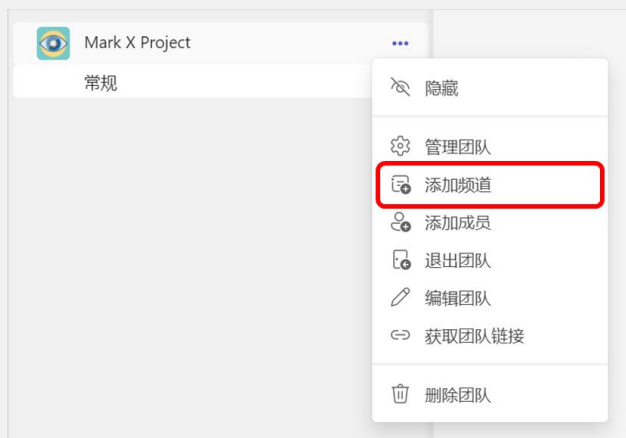 Mark X Project
常规
隐藏
管理团队
添加频道
添加成员
退出团队
编辑团队
获取团队链接
删除团队